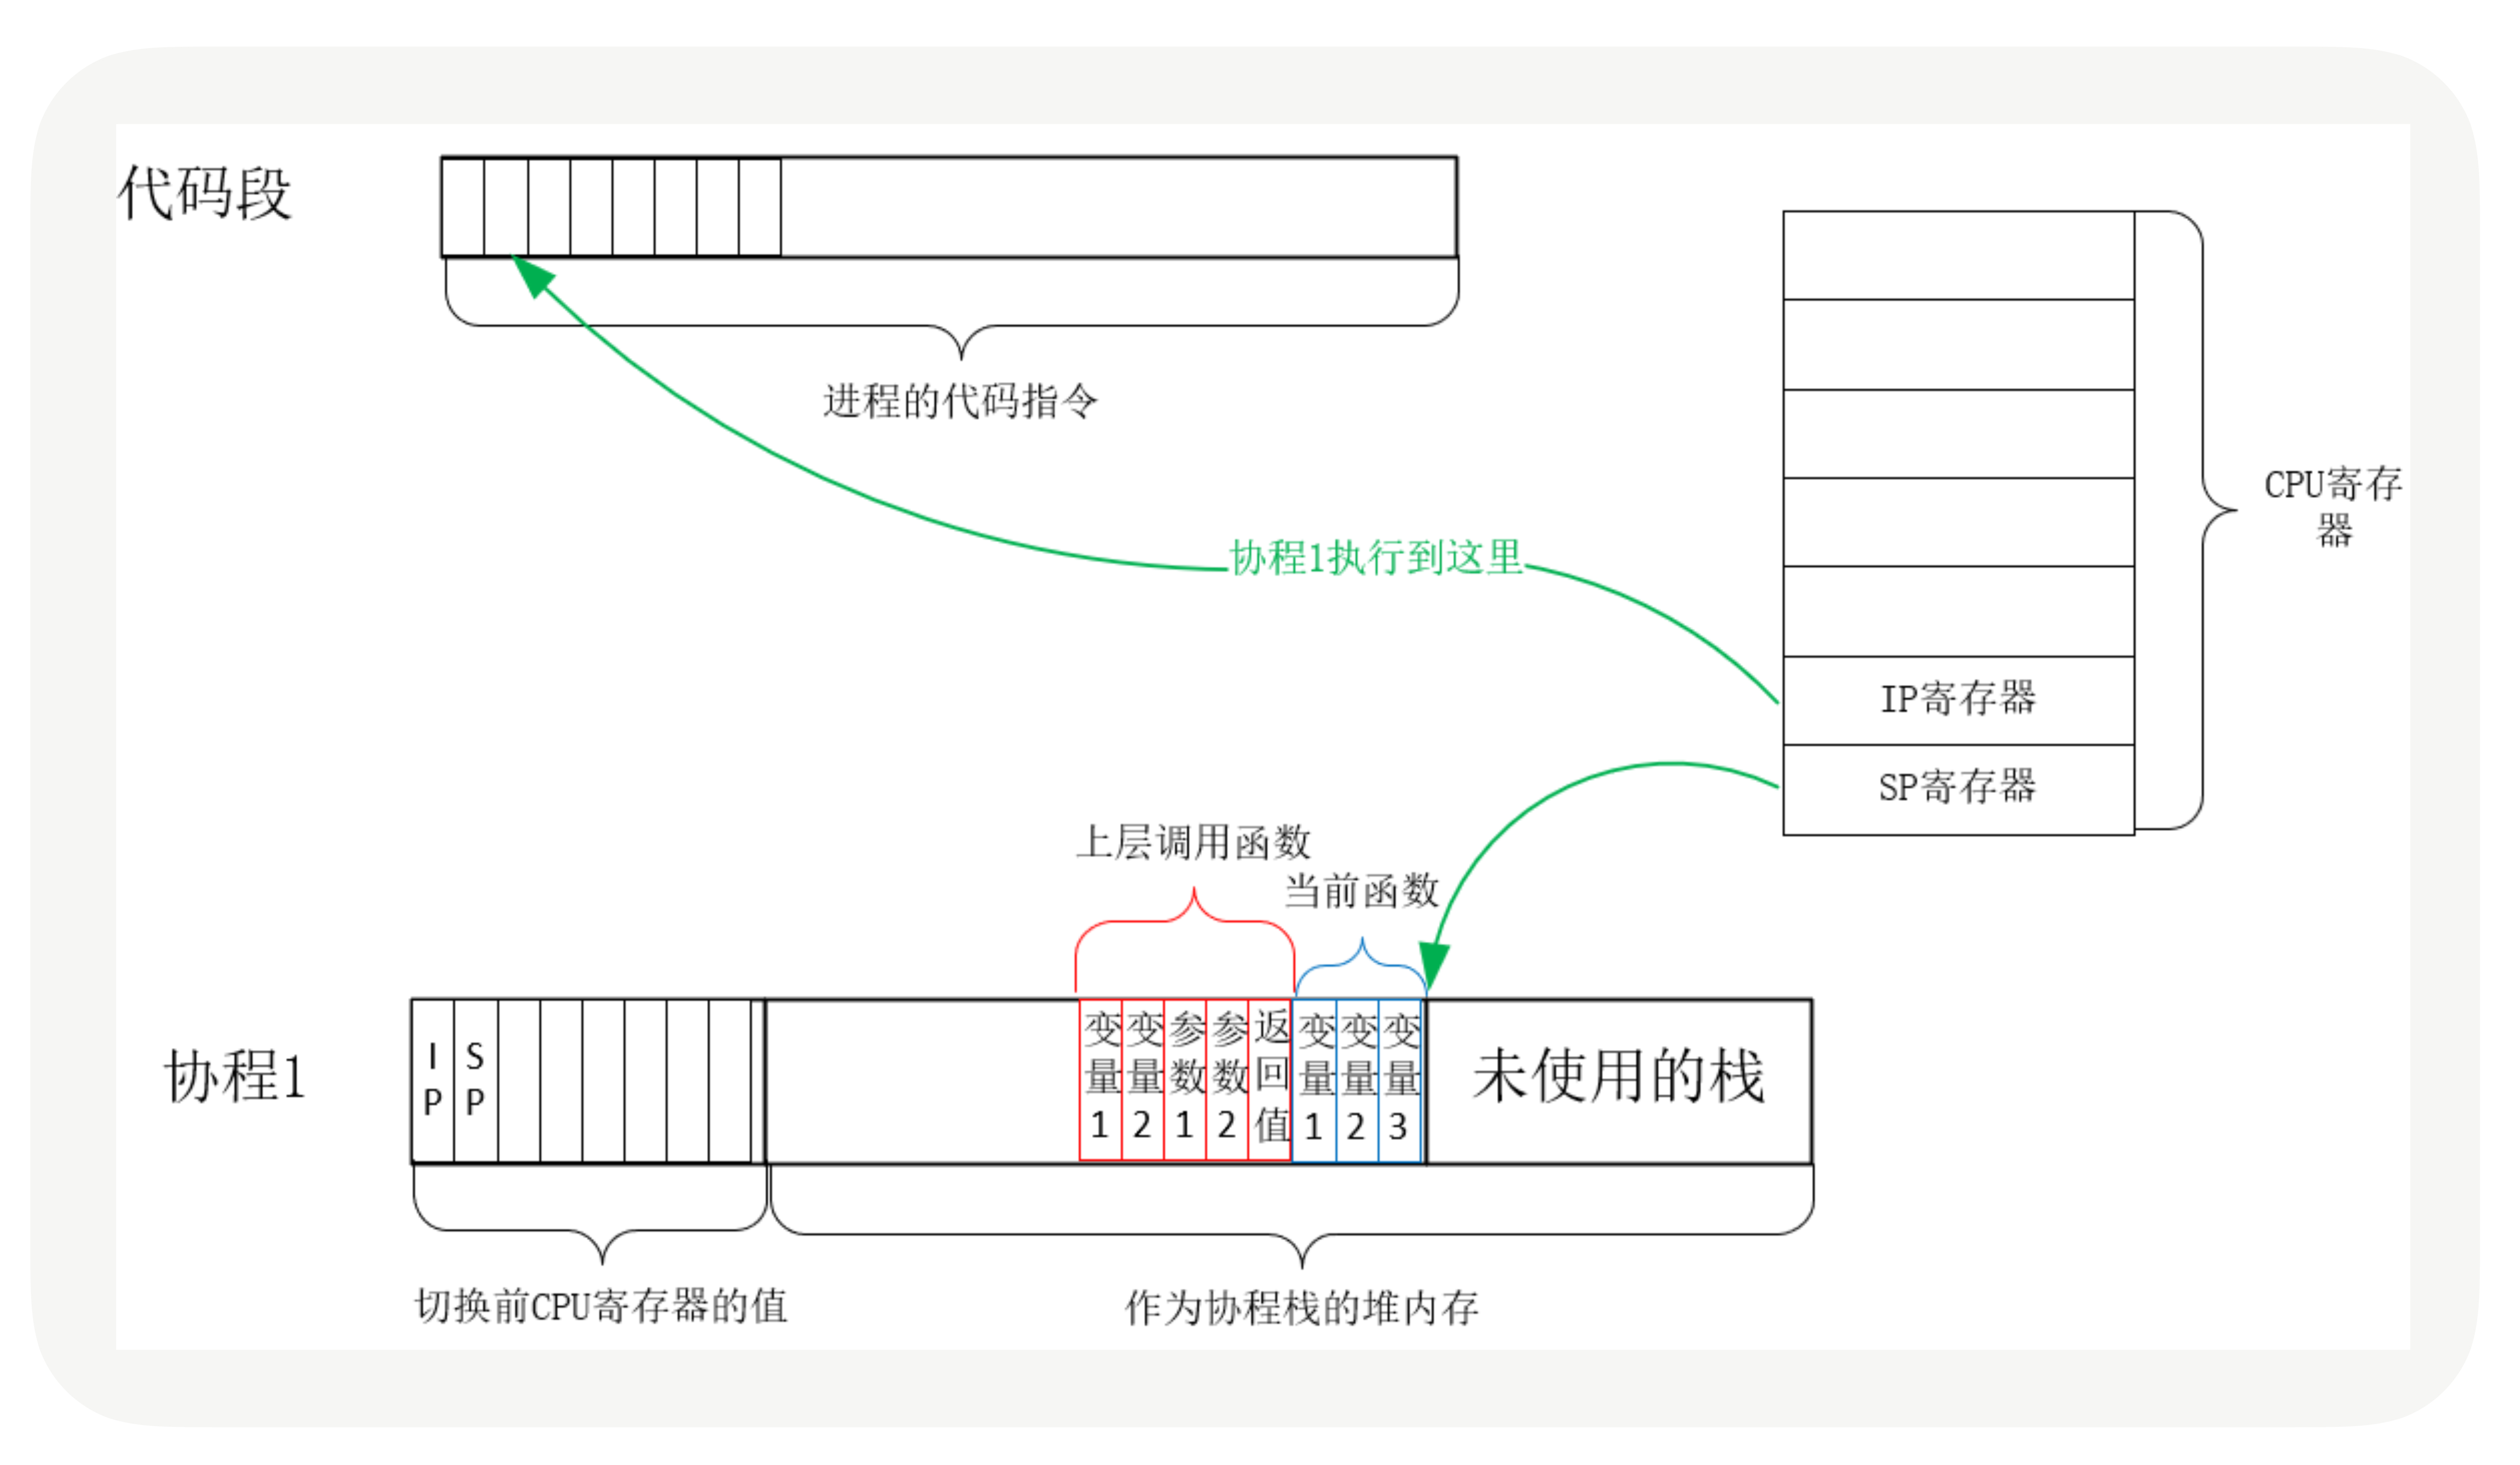 代码段
进程的代码指令
CPU寄存
器
协程1执行到这里
IP寄存器
SP寄存器
上层调用函数
当前函数
协程1
IP
SP
变量1
变量2
参数1
参数2
返回值
变量1
变量2
变量3
未使用的栈
切换前CPU寄存器的值
作为协程栈的堆内存